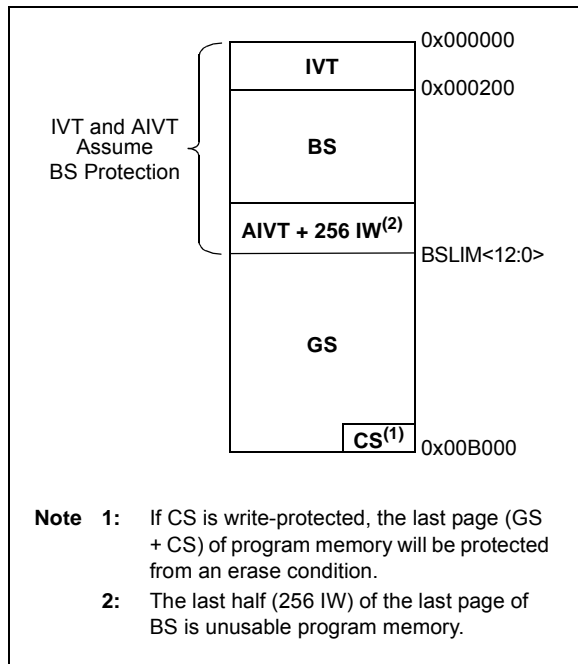 0x000000
IVT
0x000200
IVT and AIVT
Assume
BS Protection
BS
AIVT + 256 IW(2)
BSLIM<12:0>
GS
CS(1)
0x00B000
Note 1: If CS is write-protected, the last page (GS
+ CS) of program memory will be protected
from an erase condition.
2: The last half (256 IW) of the last page of
BS is unusable program memory.